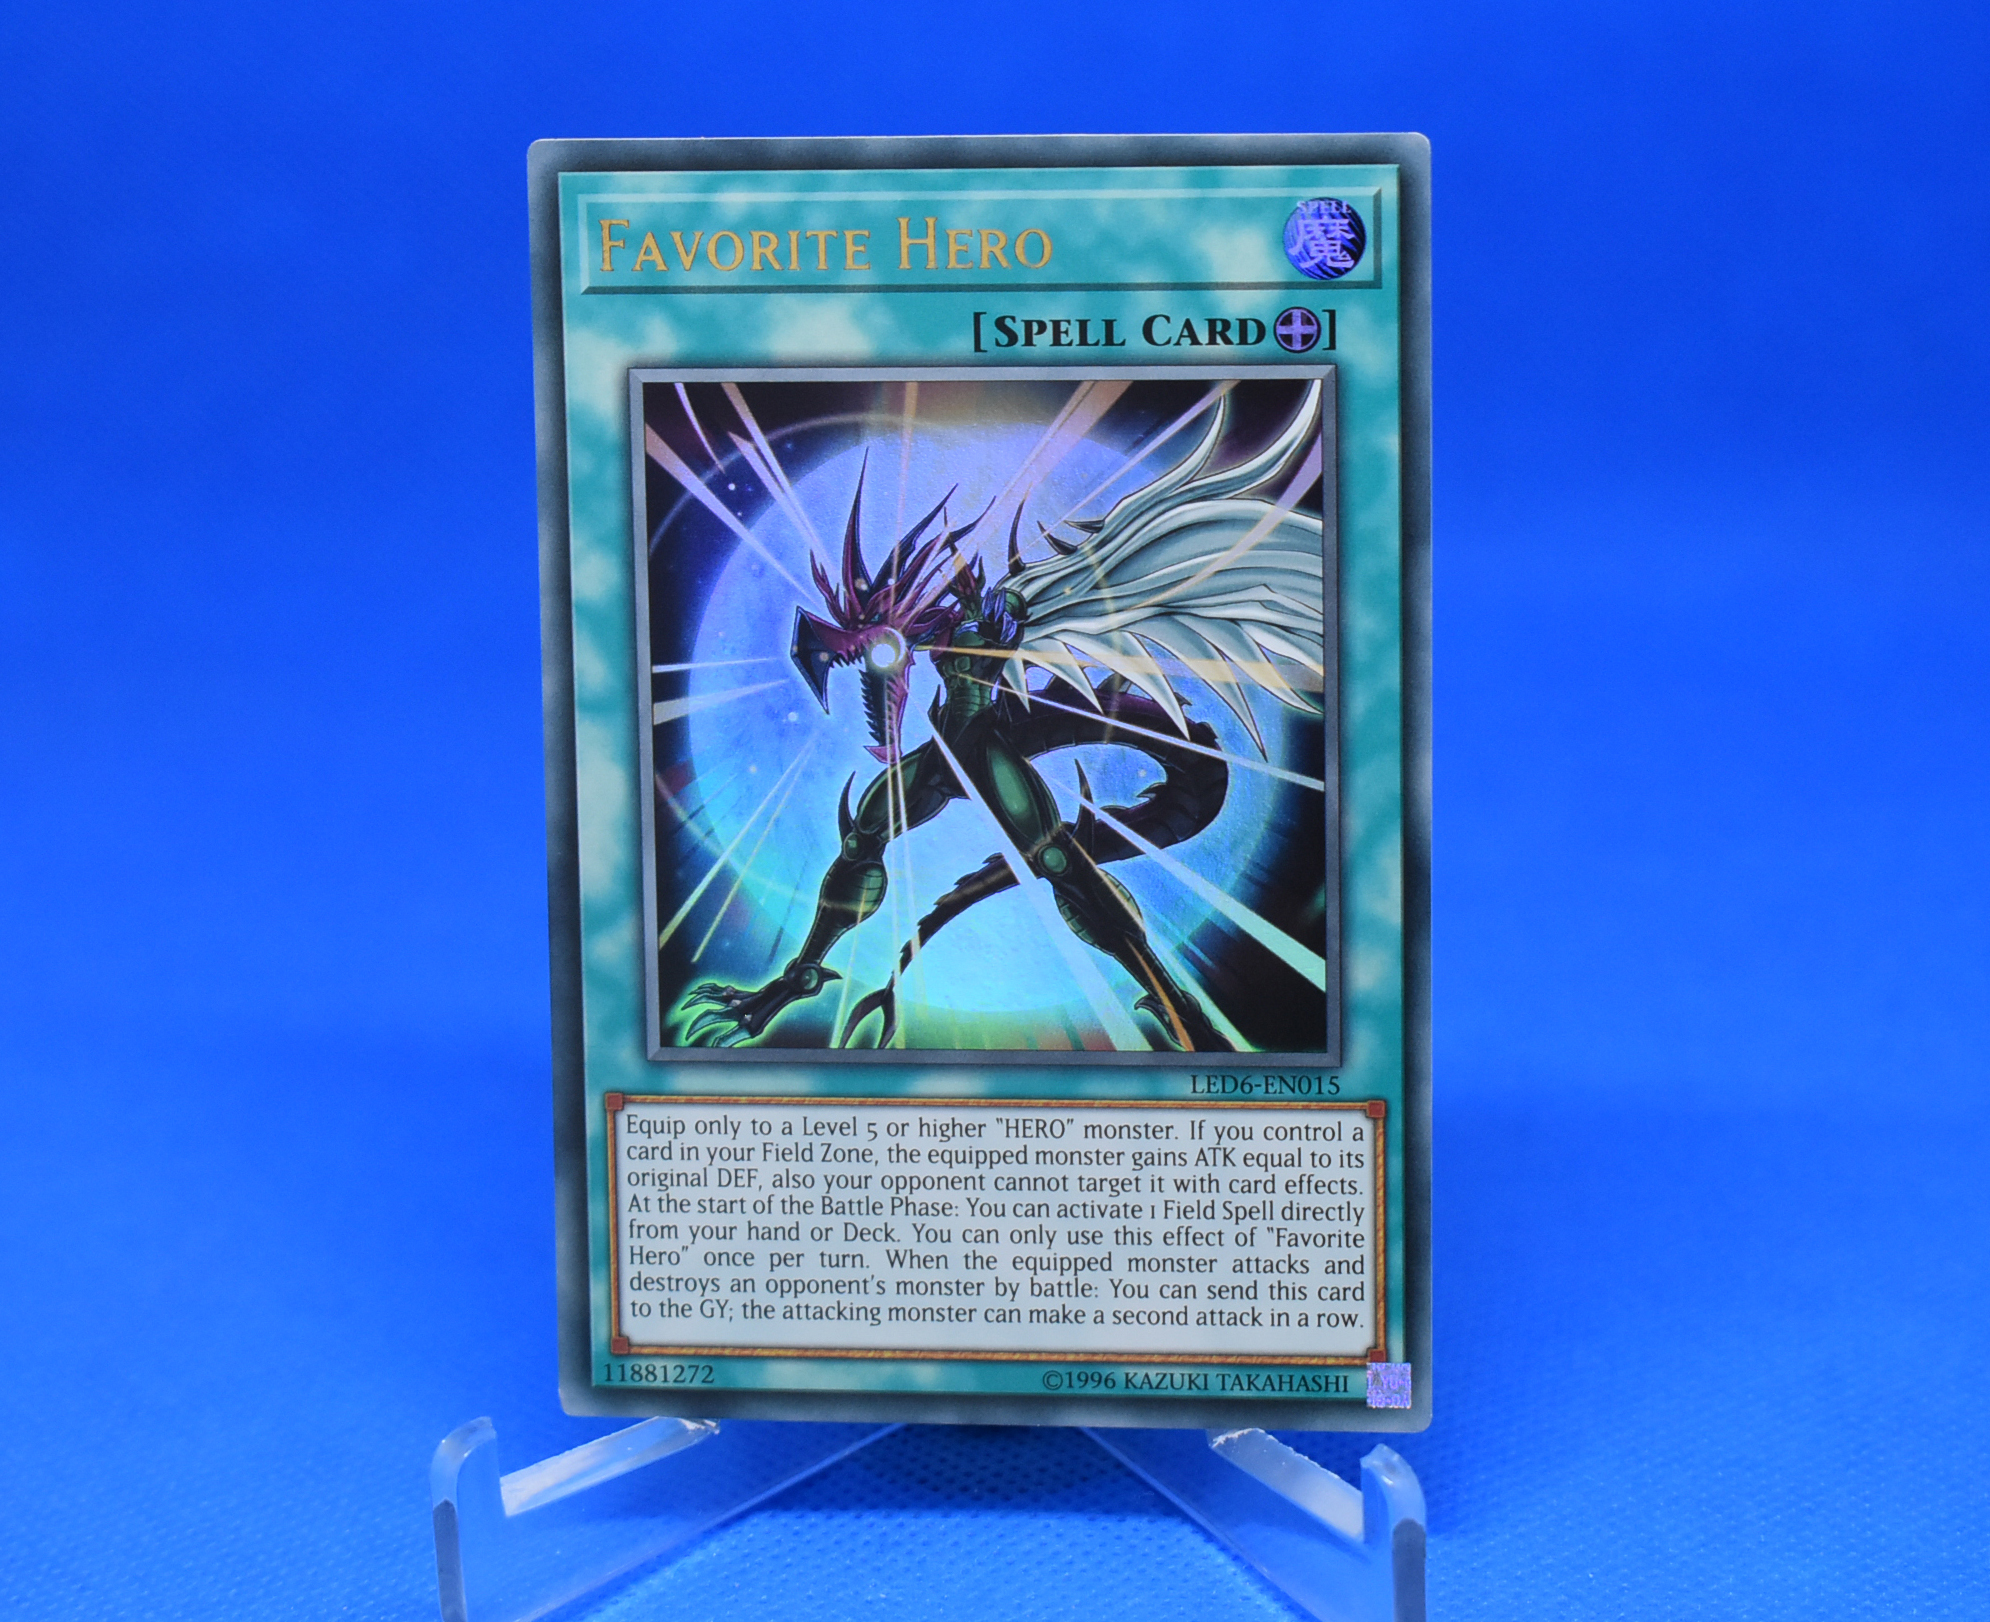 FAVORITE HERO
SPELL
魔
[SPELL CARD]
LED6-EN015
Equip only to a Level 5 or higher "HERO" monster. If you control a
card in your Field Zone, the equipped monster gains ATK equal to its
original DEF, also your opponent cannot target it with card effects.
At the start of the Battle Phase: You can activate 1 Field Spell directly
from your hand or Deck. You can only use this effect of "Favorite
Hero" once per turn. When the equipped monster attacks and
destroys an opponent's monster by battle: You can send this card
to the GY; the attacking monster can make a second attack in a row.
11881272
©1996 KAZUKI TAKAHASHI